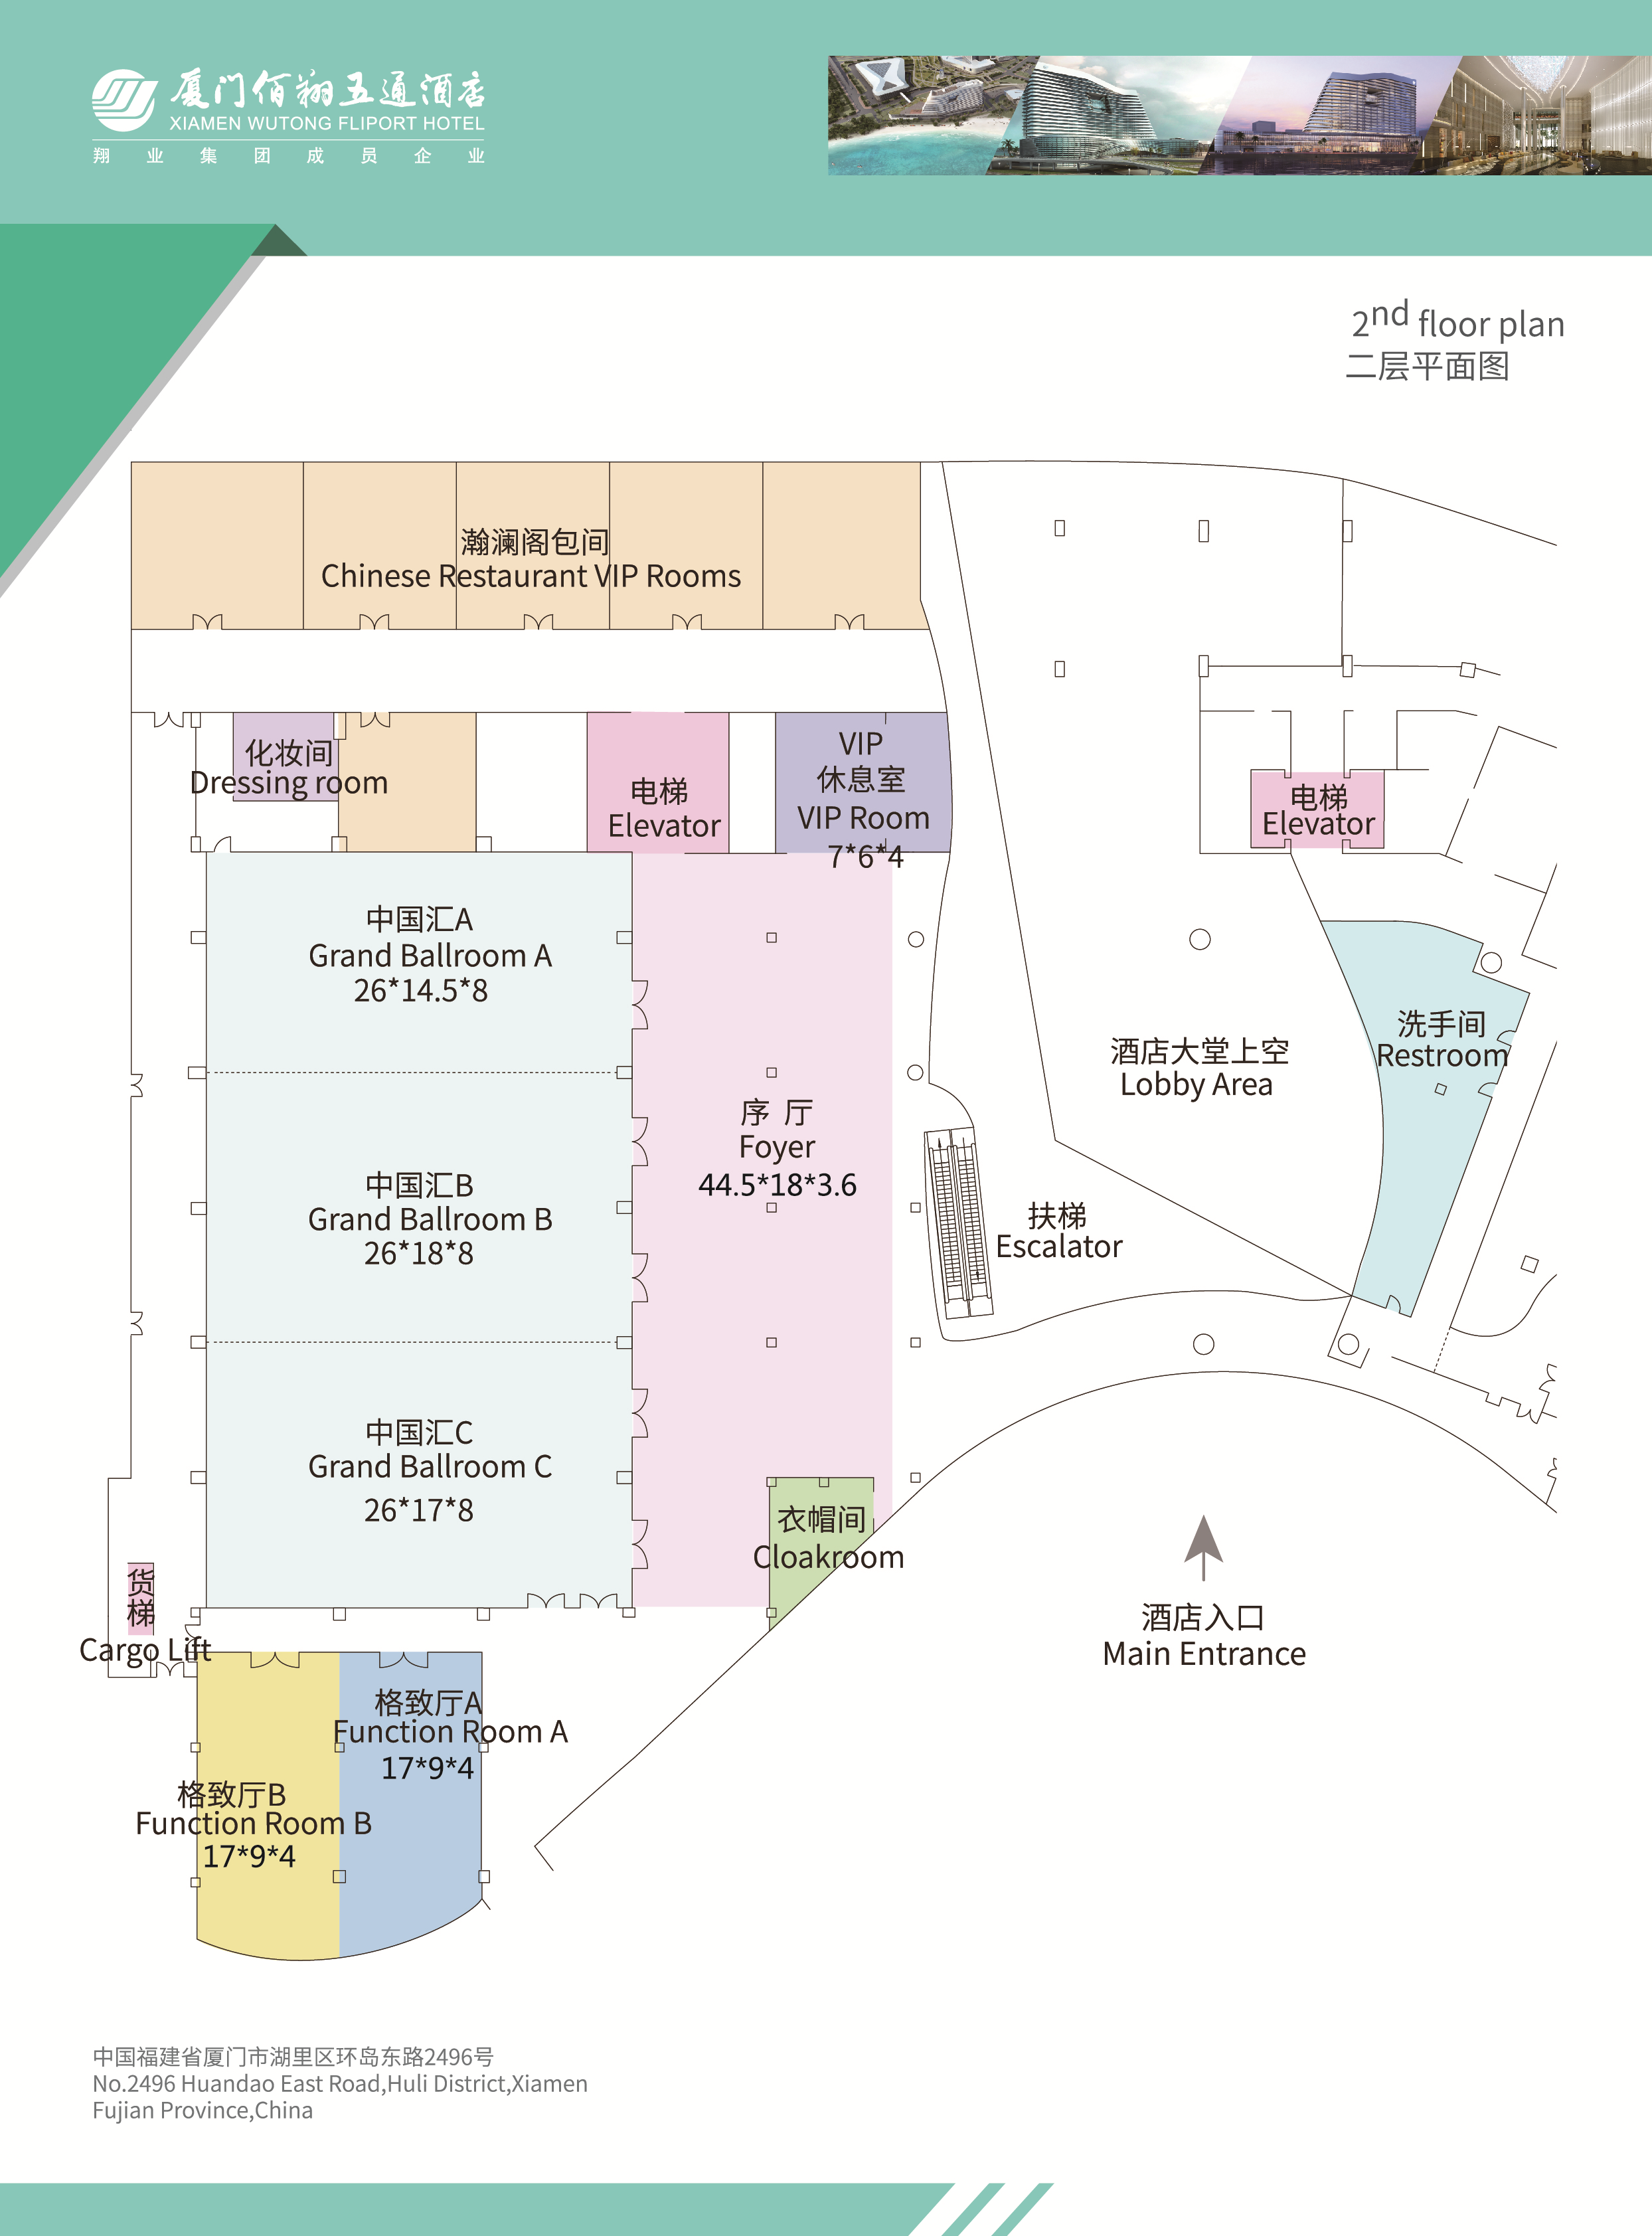 厦门佰翔五通酒店
XIAMEN WUTONG FLIPORT HOTEL
翔业集团成员企业
2nd floor plan
二层平面图
瀚澜阁包间
Chinese Restaurant VIP Rooms
化妆间
Dressing room
电梯
Elevator
VIP
休息室
VIP Room
7*6*4
电梯
Elevator
中国汇A
Grand Ballroom A
26*14.5*8
洗手间
Restroom
酒店大堂上空
Lobby Area
序 厅
Foyer
44.5*18*3.6
中国汇B
Grand Ballroom B
26*18*8
扶梯
Escalator
中国汇C
Grand Ballroom C
26*17*8
衣帽间
Cloakroom
货梯
Cargo Lift
酒店入口
Main Entrance
格致厅A
Function Room A
17*9*4
格致厅B
Function Room B
17*9*4
中国福建省厦门市湖里区环岛东路2496号
No.2496 Huandao East Road,Huli District,Xiamen
Fujian Province,China